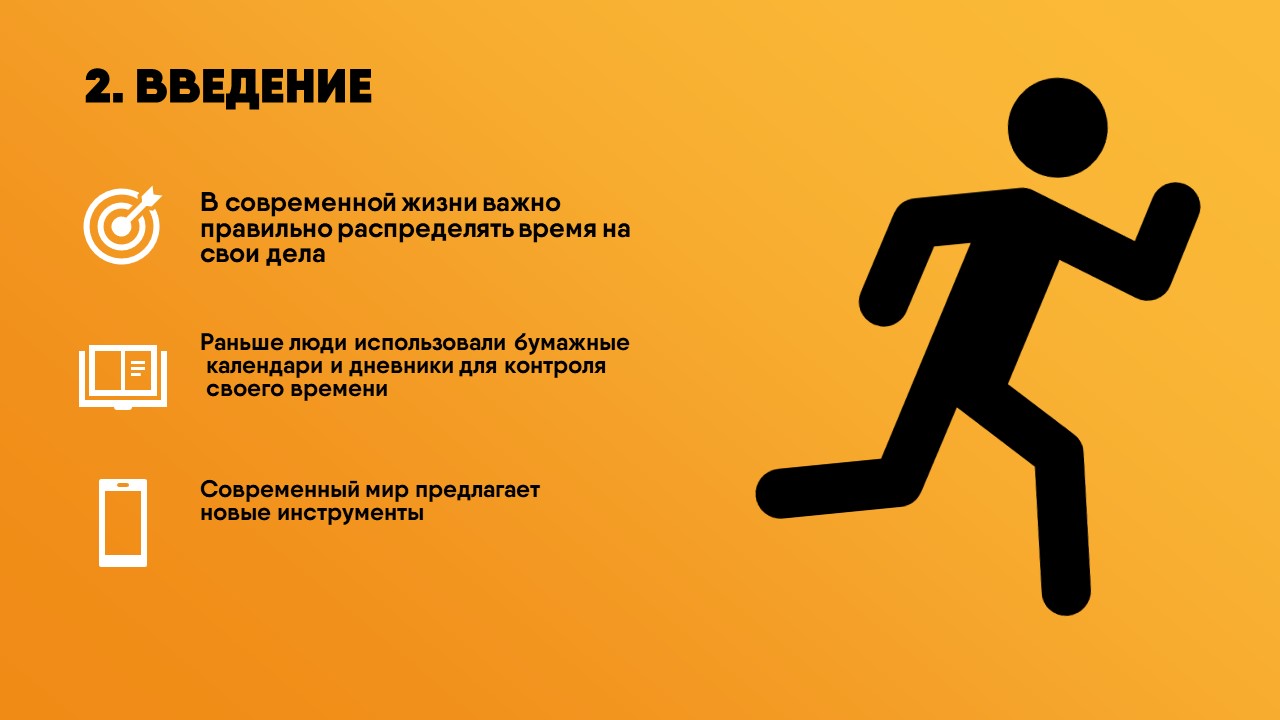 2. ВВЕДЕНИЕ
В современной жизни важно
правильно распределять время на
свои дела
Раньше люди использовали бумажные
календари и дневники для контроля
своего времени
Современный мир предлагает
новые инструменты